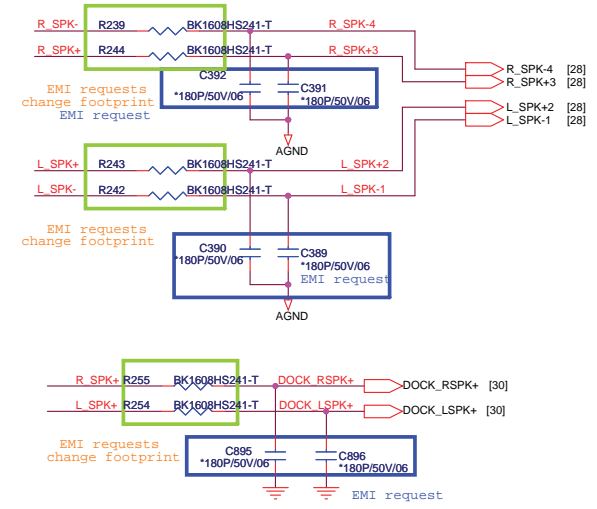 R_SPK- R239 BK1608HS241-T R_SPK-4
R_SPK+ R244 BK1608HS241-T R_SPK+3
R_SPK-4 [28]
R_SPK+3 [28]
C392 C391
*180P/50V/06 *180P/50V/06
EMI requests
change footprint
EMI request
L_SPK+2 [28]
L_SPK-1 [28]
AGND
L_SPK+ R243 BK1608HS241-T L_SPK+2
L_SPK- R242 BK1608HS241-T L_SPK-1
EMI requests
change footprint
C390 C389
*180P/50V/06 *180P/50V/06
EMI request
AGND
R_SPK+ R255 BK1608HS241-T DOCK_RSPK+ DOCK_RSPK+ [30]
L_SPK+ R254 BK1608HS241-T DOCK_LSPK+ DOCK_LSPK+ [30]
EMI requests
change footprint
C895 C896
*180P/50V/06 *180P/50V/06
EMI request